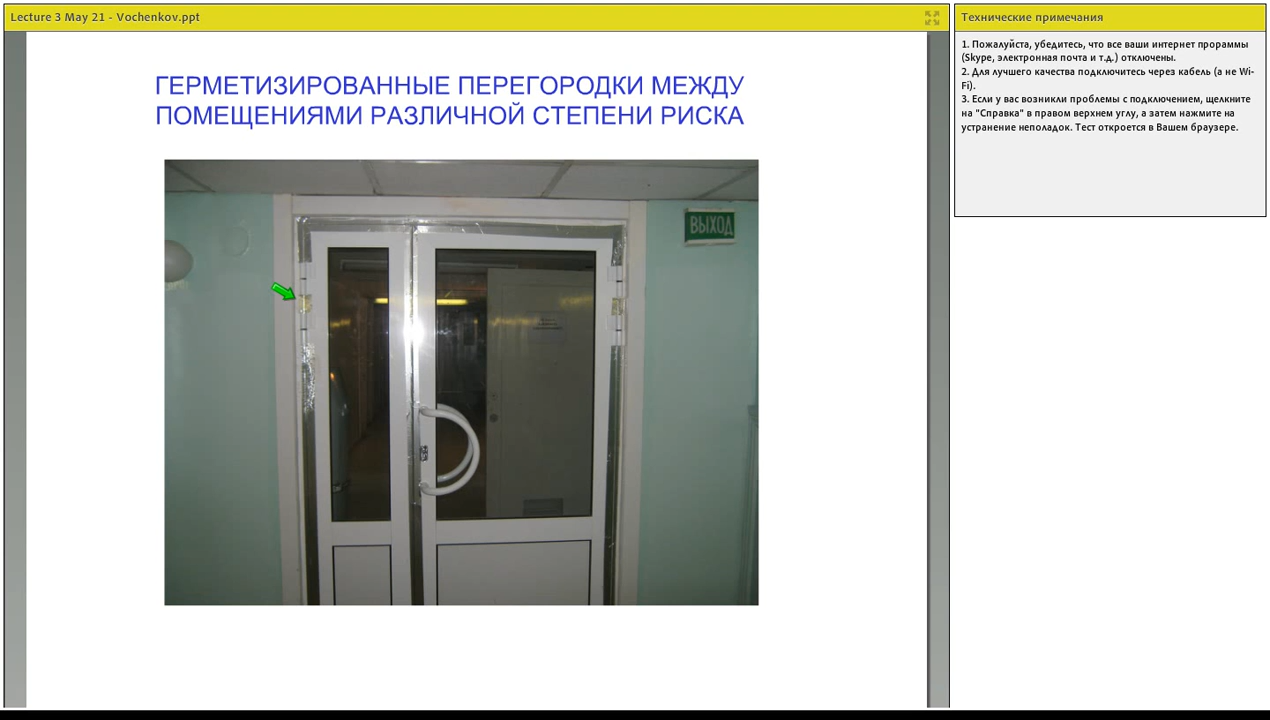 Lecture 3 May 21 - Vochenkov.ppt
ГЕРМЕТИЗИРОВАННЫЕ ПЕРЕГОРОДКИ МЕЖДУ
ПОМЕЩЕНИЯМИ РАЗЛИЧНОЙ СТЕПЕНИ РИСКА
ВЫХОД
Технические примечания
1. Пожалуйста, убедитесь, что все ваши интернет прораммы
(Skype, электронная почта и т.д.) отключены.
2. Для лучшего качества подключитесь через кабель (а не Wi-
Fi).
3. Если у вас возникли проблемы с подключением, щелкните
на "Справка" в правом верхнем углу, а затем нажмите на
устранение неполадок. Тест откроется в Вашем браузере.